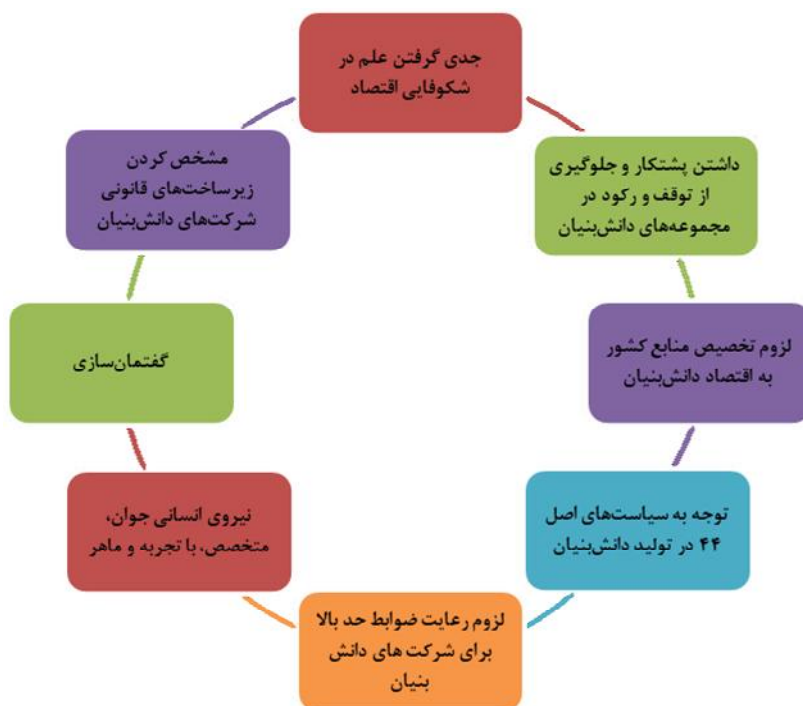 جدی گرفتن علم در
شکوفایی اقتصاد
داشتن پشتکار و جلوگیری
از توقف و رکود در
مجموعه‌های دانش‌بنیان
لزوم تخصیص منابع کشور
به اقتصاد دانش‌بنیان
توجه به سیاست‌های اصل
۴۴ در تولید دانش‌بنیان
لزوم رعایت ضوابط حد بالا
برای شرکت های دانش
بنیان
نیروی انسانی جوان،
متخصص، با تجربه و ماهر
گفتمان‌سازی
مشخص کردن
زیرساخت‌های قانونی
شرکت‌های دانش‌بنیان